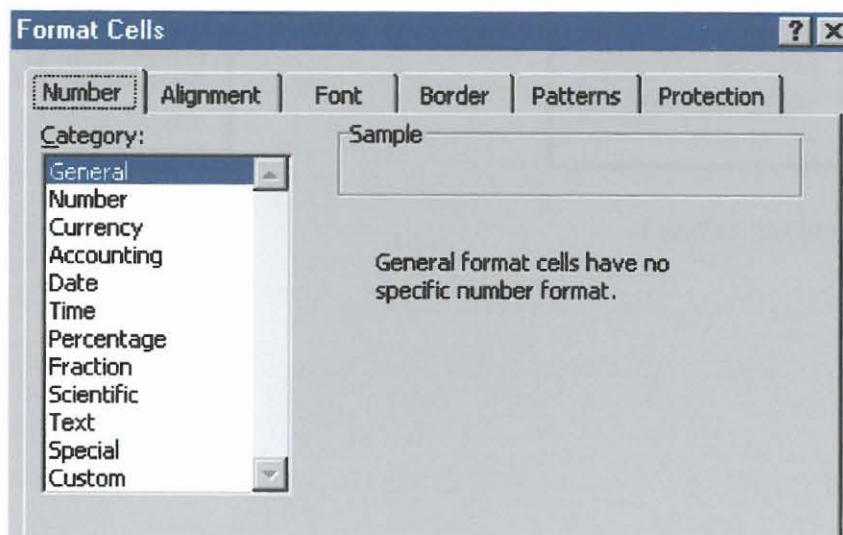 Format Cells
Number Alignment Font Border Patterns Protection
Category:
General
Number
Currency
Accounting
Date
Time
Percentage
Fraction
Scientific
Text
Special
Custom
Sample
General format cells have no
specific number format.